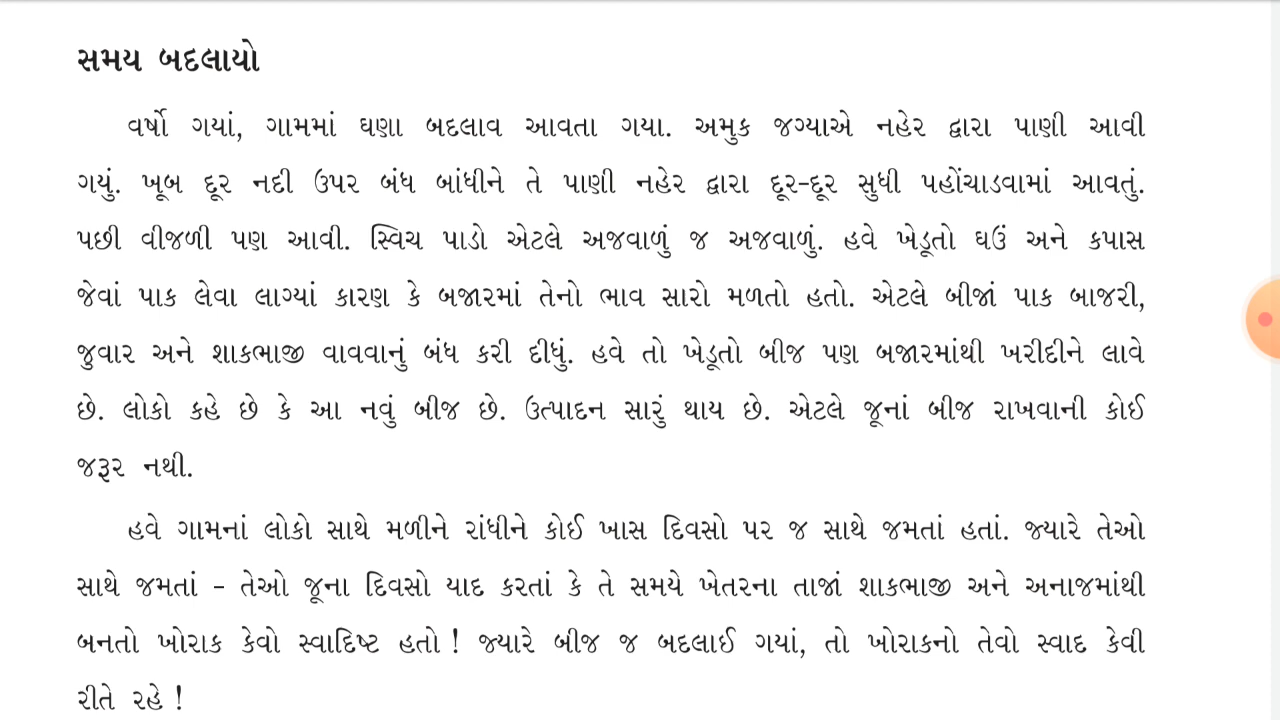 સમય બદલાયો
વર્ષો ગયાં, ગામમાં ઘણા બદલાવ આવતા ગયા. અમુક જગ્યાએ નહેર દ્વારા પાણી આવી
ગયું. ખૂબ દૂર નદી ઉપર બંધ બાંધીને તે પાણી નહેર દ્વારા દૂર-દૂર સુધી પહોંચાડવામાં આવતું.
પછી વીજળી પણ આવી. સ્વિચ પાડો એટલે અજવાળું જ અજવાળું. હવે ખેડૂતો ઘઉં અને કપાસ
જેવાં પાક લેવા લાગ્યાં કારણ કે બજારમાં તેનો ભાવ સારો મળતો હતો. એટલે બીજાં પાક બાજરી,
જુવાર અને શાકભાજી વાવવાનું બંધ કરી દીધું. હવે તો ખેડૂતો બીજ પણ બજારમાંથી ખરીદીને લાવે
છે. લોકો કહે છે કે આ નવું બીજ છે. ઉત્પાદન સારું થાય છે. એટલે જૂનાં બીજ રાખવાની કોઈ
જરૂર નથી.
હવે ગામનાં લોકો સાથે મળીને રાંધીને કોઈ ખાસ દિવસો પર જ સાથે જમતાં હતાં. જ્યારે તેઓ
સાથે જમતાં - તેઓ જૂના દિવસો યાદ કરતાં કે તે સમયે ખેતરના તાજાં શાકભાજી અને અનાજમાંથી
બનતો ખોરાક કેવો સ્વાદિષ્ટ હતો ! જ્યારે બીજ જ બદલાઈ ગયાં, તો ખોરાકનો તેવો સ્વાદ કેવી
રીતે રહે !